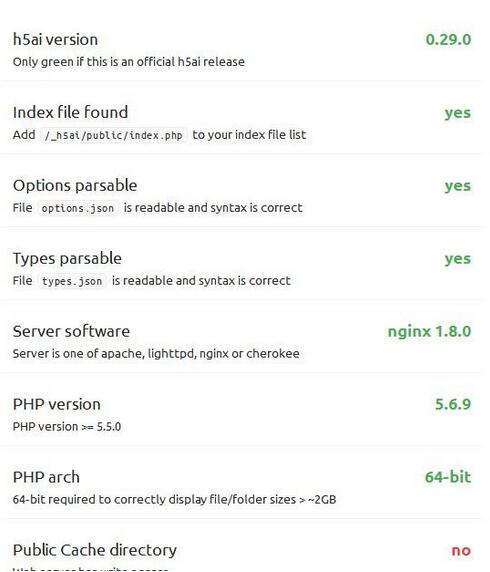 h5ai version 0.29.0
Only green if this is an official h5ai release
Index file found yes
Add /_h5ai/public/index.php to your index file list
Options parsable yes
File options.json is readable and syntax is correct
Types parsable yes
File types.json is readable and syntax is correct
Server software nginx 1.8.0
Server is one of apache, lighttpd, nginx or cherokee
PHP version 5.6.9
PHP version >= 5.5.0
PHP arch 64-bit
64-bit required to correctly display file/folder sizes > ~2GB
Public Cache directory no
Web server has write access